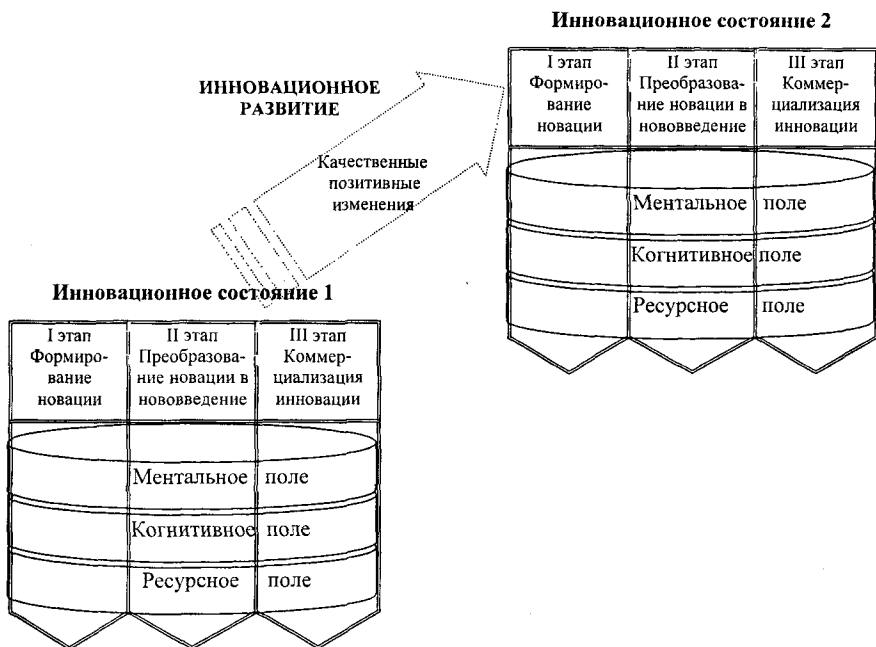 Инновационное состояние 2
I этап
Формиро-
вание
новации
II этап
Преобразова-
ние новации в
нововведение
III этап
Коммер-
циализация
инновации
Ментальное поле
Когнитивное поле
Ресурсное поле
ИННОВАЦИОННОЕ
РАЗВИТИЕ
Качественные
позитивные
изменения
Инновационное состояние 1
I этап
Формиро-
вание
новации
II этап
Преобразова-
ние новации в
нововведение
III этап
Коммер-
циализация
инновации
Ментальное поле
Когнитивное поле
Ресурсное поле